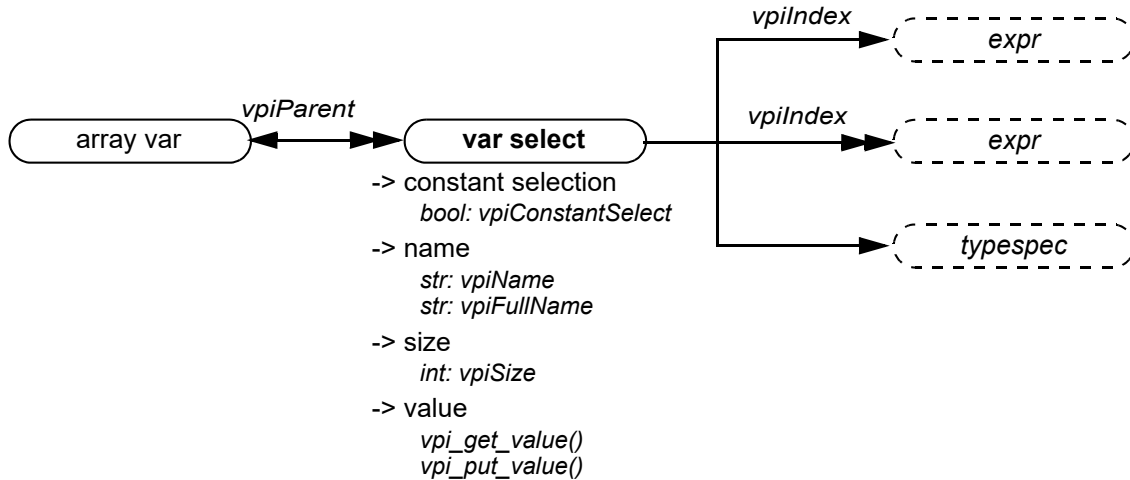 vpiIndex
expr
vpiParent
vpiIndex
array var
var select
expr
-> constant selection
bool: vpiConstantSelect
typespec
-> name
str: vpiName
str: vpiFullName
-> size
int: vpiSize
-> value
vpi_get_value()
vpi_put_value()